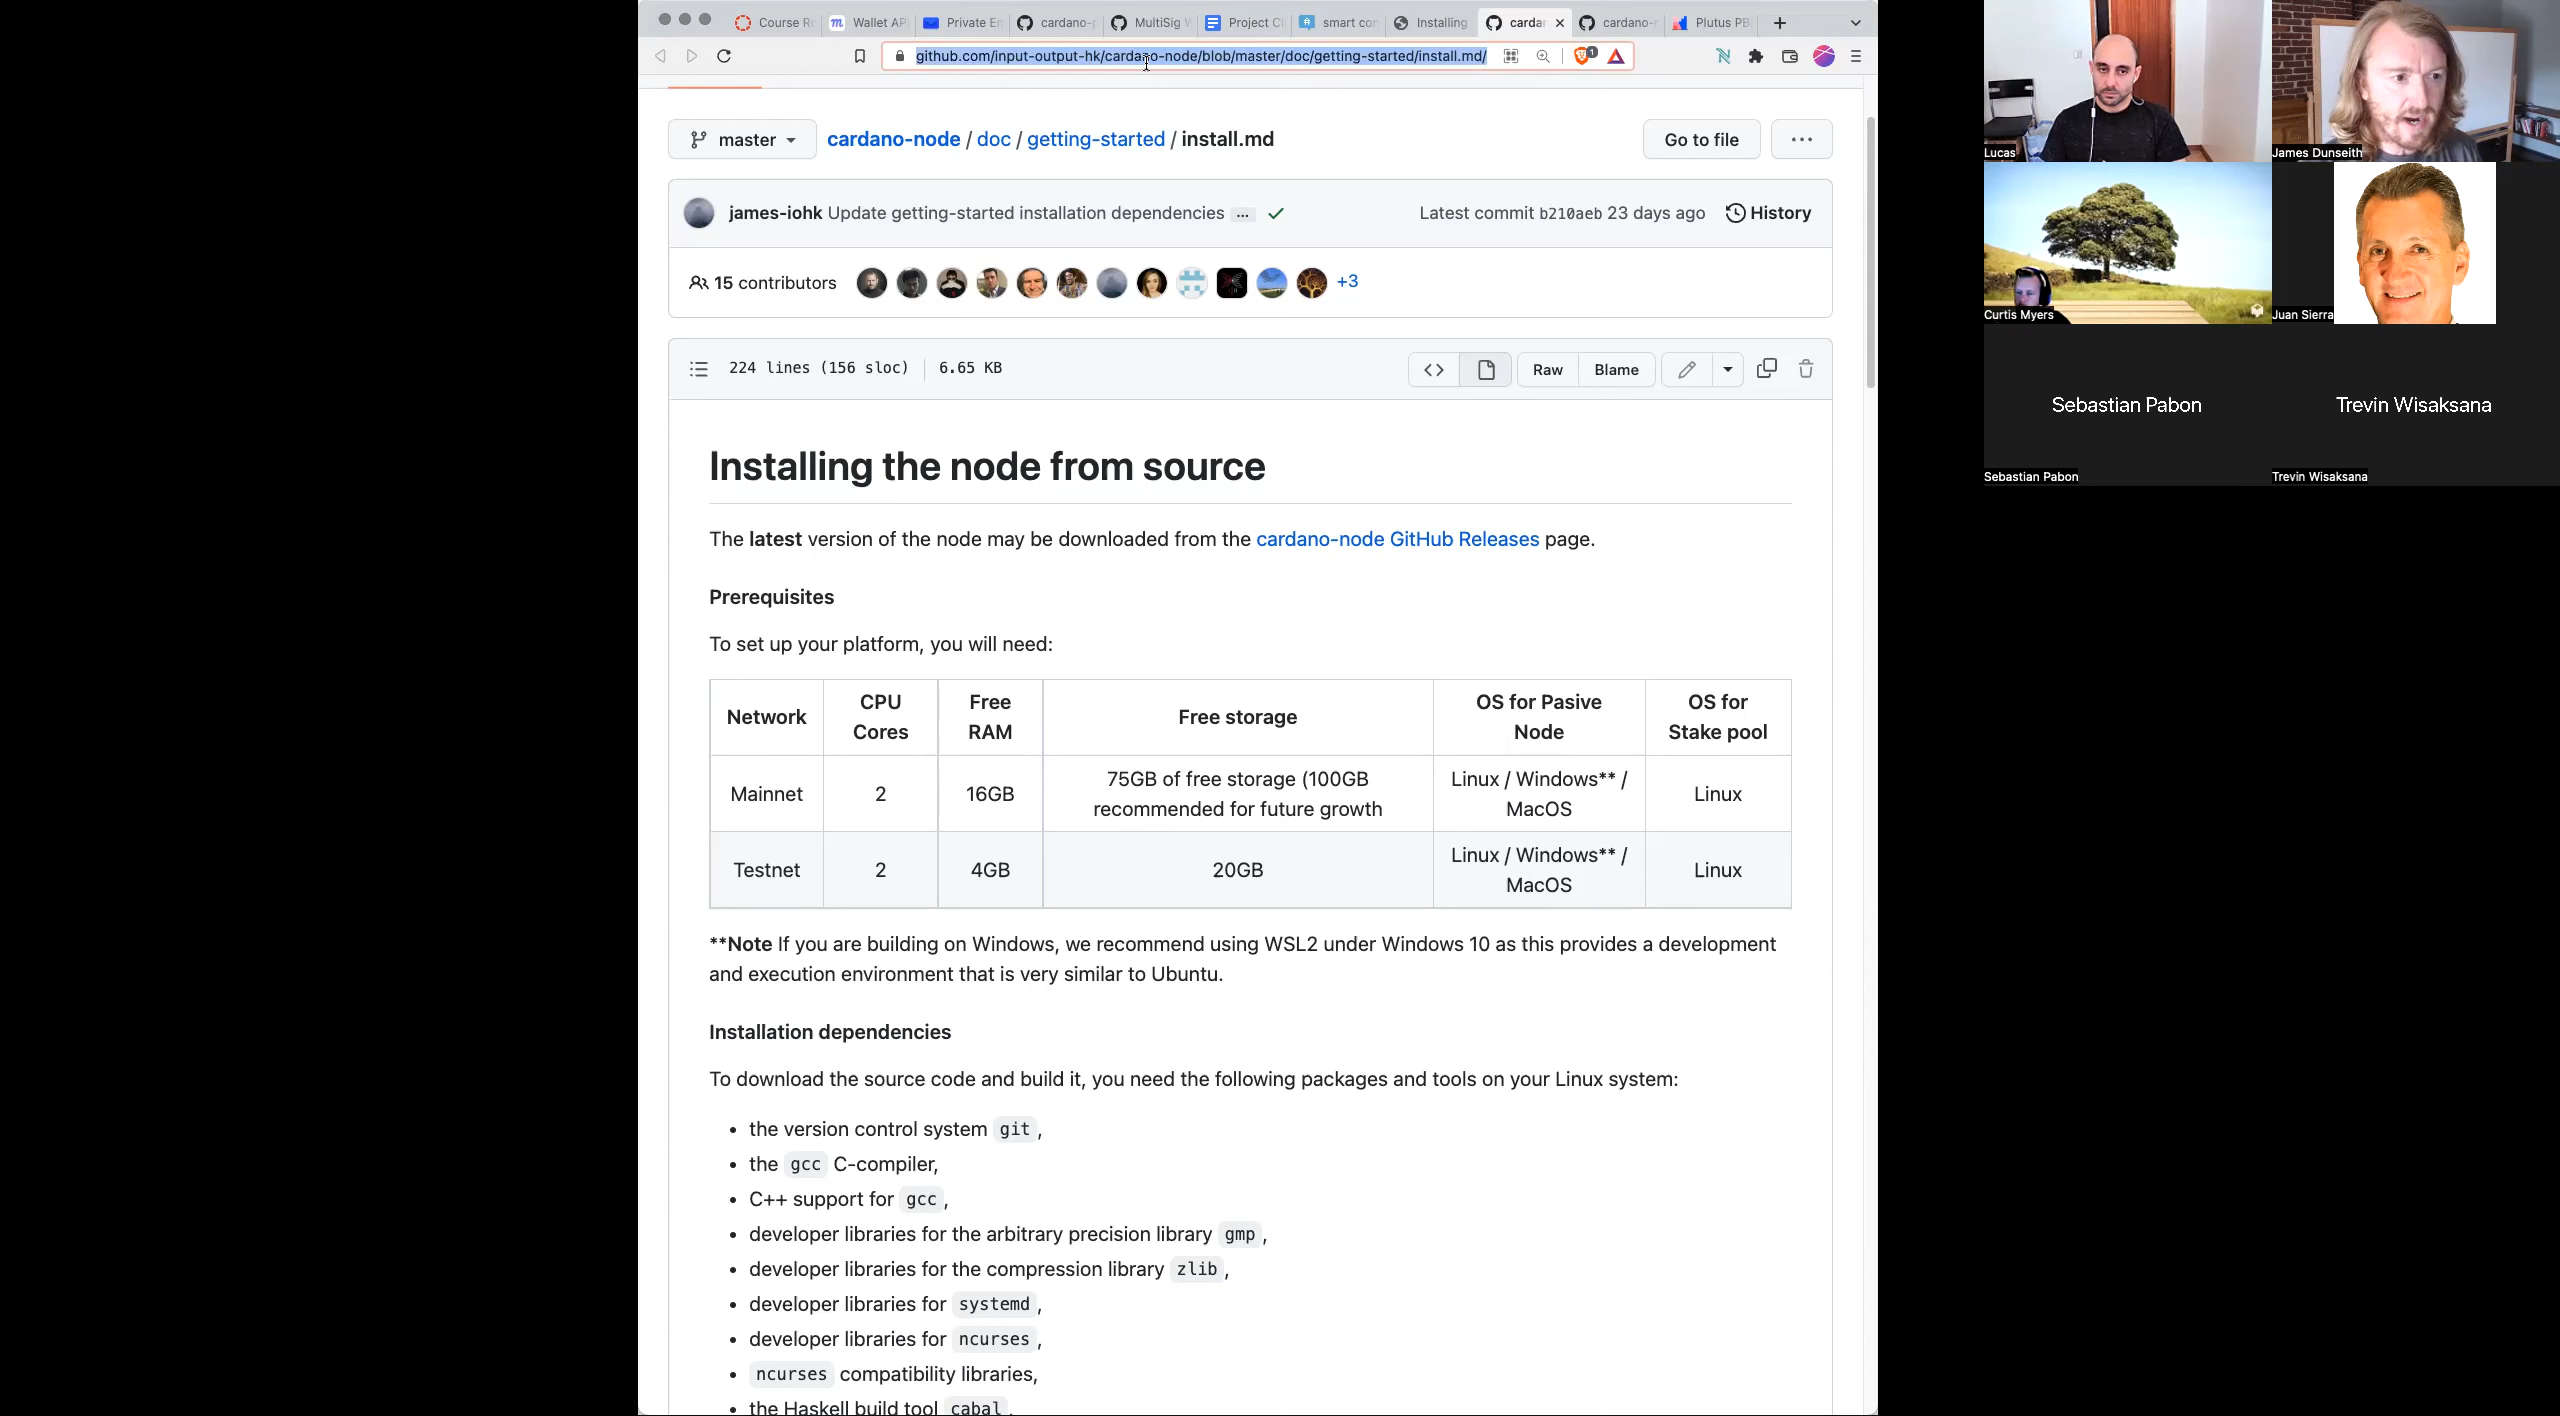 Course R
Wallet AP
Private En
cardano-p
MultiSig W
Project Cl
smart con
Installing
cardar
cardano-n
Plutus PB
github.com/input-output-hk/cardano-node/blob/master/doc/getting-started/install.md/
1
master
cardano-node / doc / getting-started / install.md
Go to file
...
james-iohk Update getting-started installation dependencies ...
Latest commit b210aeb 23 days ago
History
15 contributors
+3
224 lines (156 sloc)
6.65 KB
<>
Raw
Blame
Installing the node from source
The latest version of the node may be downloaded from the cardano-node GitHub Releases page.
Prerequisites
To set up your platform, you will need:
Network
CPU
Cores
Free
RAM
Free storage
OS for Pasive
Node
OS for
Stake pool
Mainnet
2
16GB
75GB of free storage (100GB
recommended for future growth
Linux / Windows** /
MacOS
Linux
Testnet
2
4GB
20GB
Linux / Windows** /
MacOS
Linux
**Note If you are building on Windows, we recommend using WSL2 under Windows 10 as this provides a development
and execution environment that is very similar to Ubuntu.
Installation dependencies
To download the source code and build it, you need the following packages and tools on your Linux system:
• the version control system git ,
• the gcc C-compiler,
• C++ support for gcc ,
• developer libraries for the arbitrary precision library gmp ,
• developer libraries for the compression library zlib ,
• developer libraries for systemd ,
• developer libraries for ncurses ,
• ncurses compatibility libraries,
• the Haskell build tool cabal ,
Lucas
James Dunseith
Curtis Myers
Juan Sierra
Sebastian Pabon
Trevin Wisaksana
Sebastian Pabon
Trevin Wisaksana